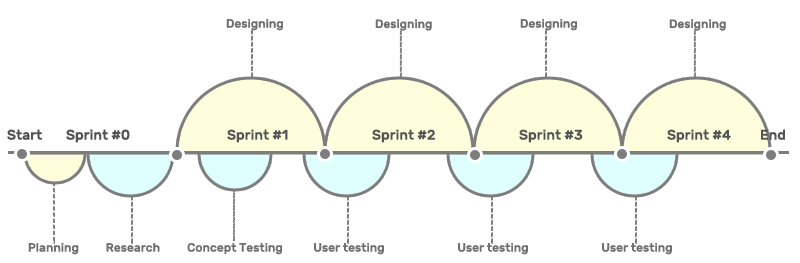 Designing Designing Designing Designing
Start Sprint #0 Sprint #1 Sprint #2 Sprint #3 Sprint #4 End
Planning Research Concept Testing User testing User testing User testing